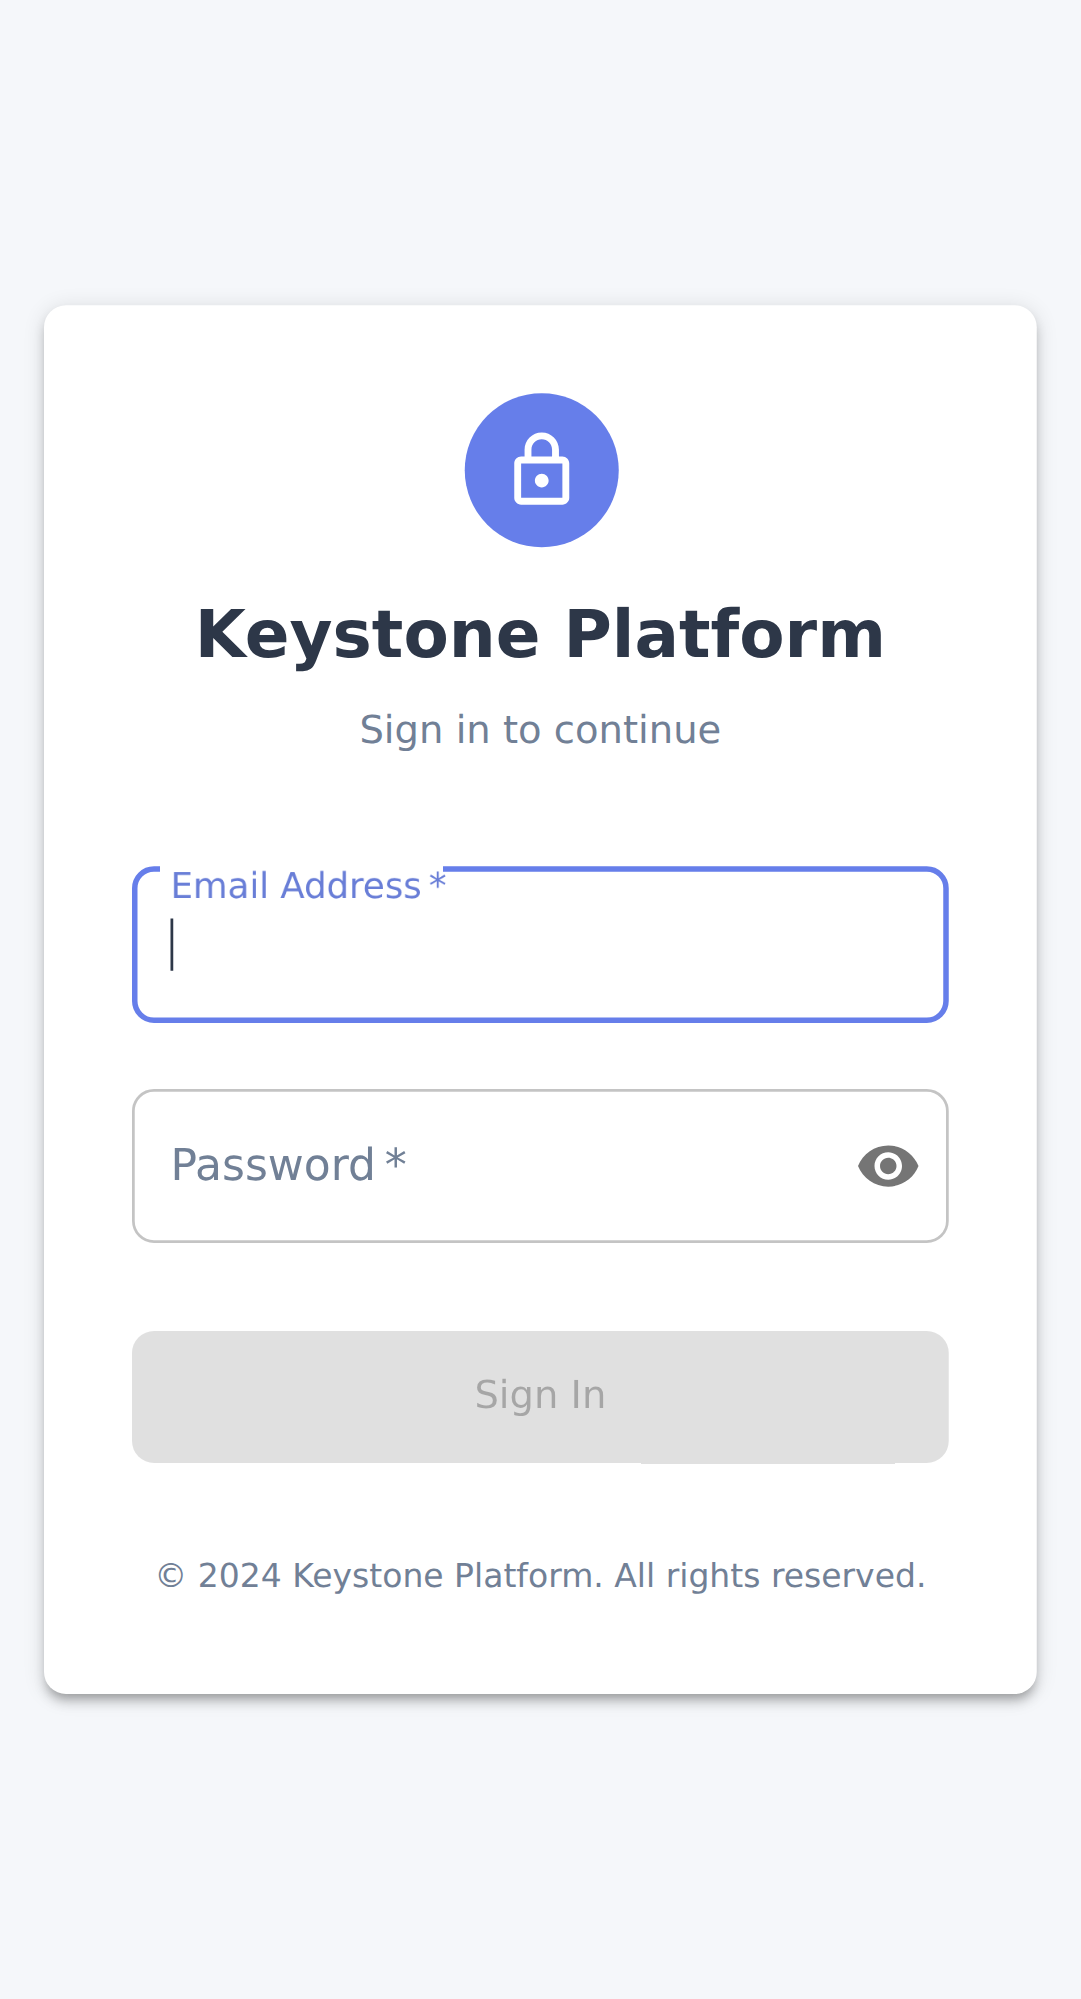 Keystone Platform
Sign in to continue
Email Address *
Password *
Sign In
© 2024 Keystone Platform. All rights reserved.